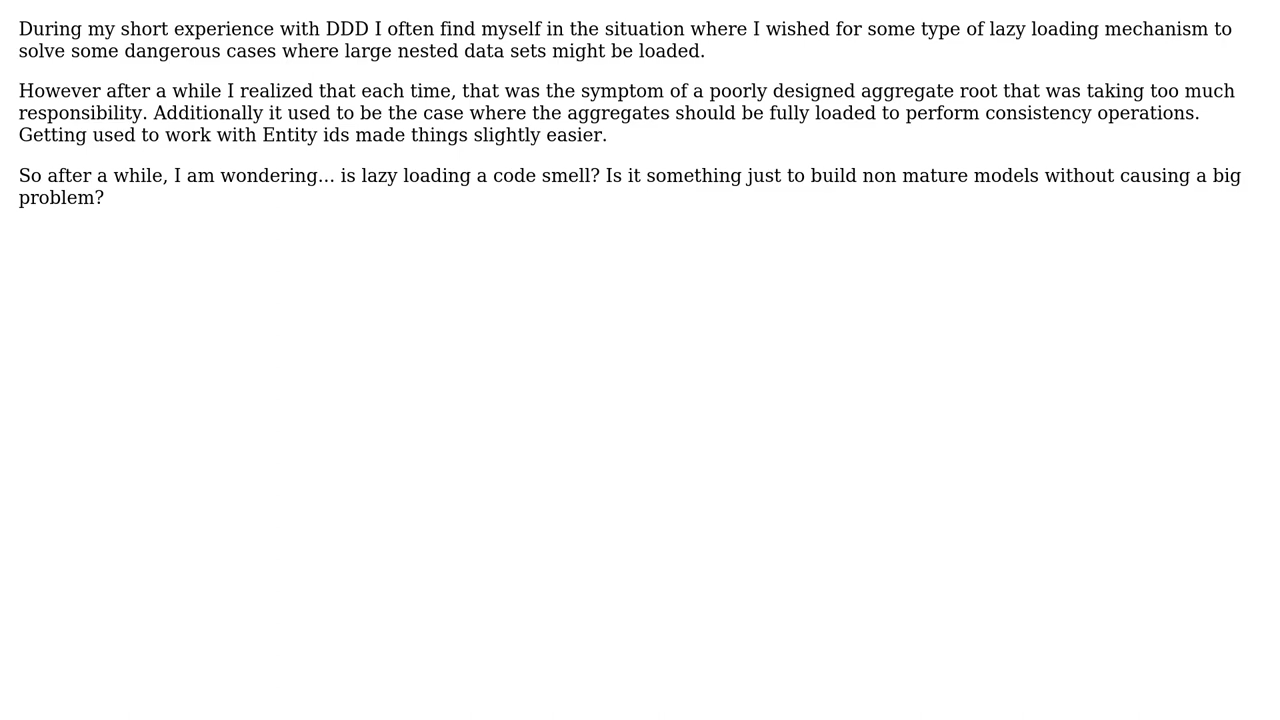 During my short experience with DDD I often find myself in the situation where I wished for some type of lazy loading mechanism to
solve some dangerous cases where large nested data sets might be loaded.
However after a while I realized that each time, that was the symptom of a poorly designed aggregate root that was taking too much
responsibility. Additionally it used to be the case where the aggregates should be fully loaded to perform consistency operations.
Getting used to work with Entity ids made things slightly easier.
So after a while, I am wondering... is lazy loading a code smell? Is it something just to build non mature models without causing a big
problem?